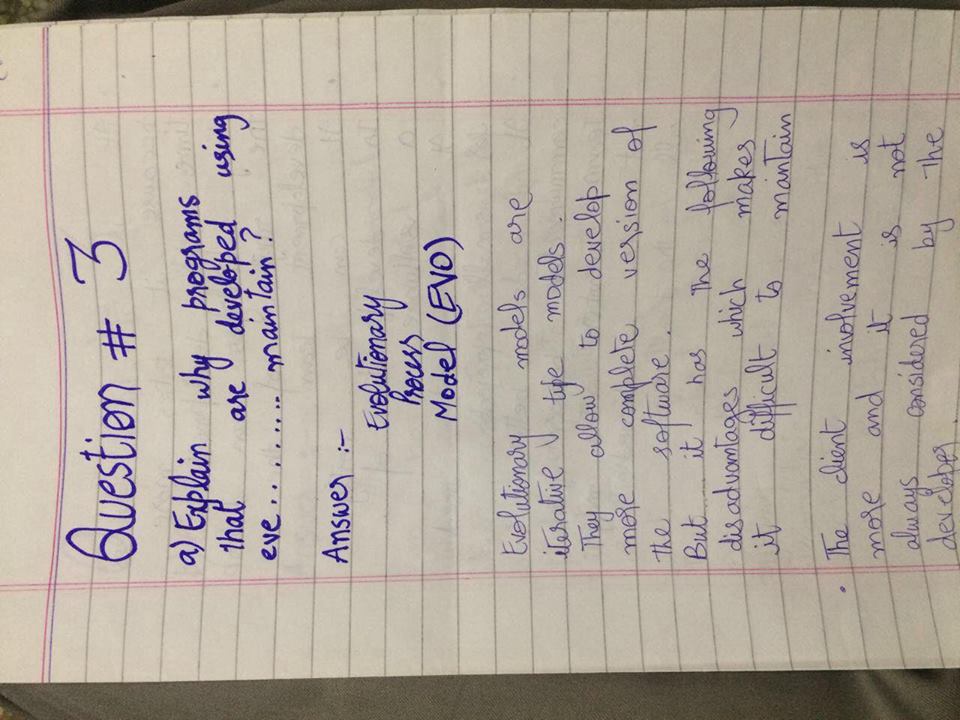 Question # 3
a) Explain why programs
that are developed using
eve.......... maintain?
Answer :-
Evolutionary
Process
Model (EVO)
Evolutionary models are
iterative type models.
They allow to develop
more complete version of
the software.
But it has the following
disadvantages which makes
it difficult to mantain
• The client involvement is
more and it is not
always considered by the
developer.